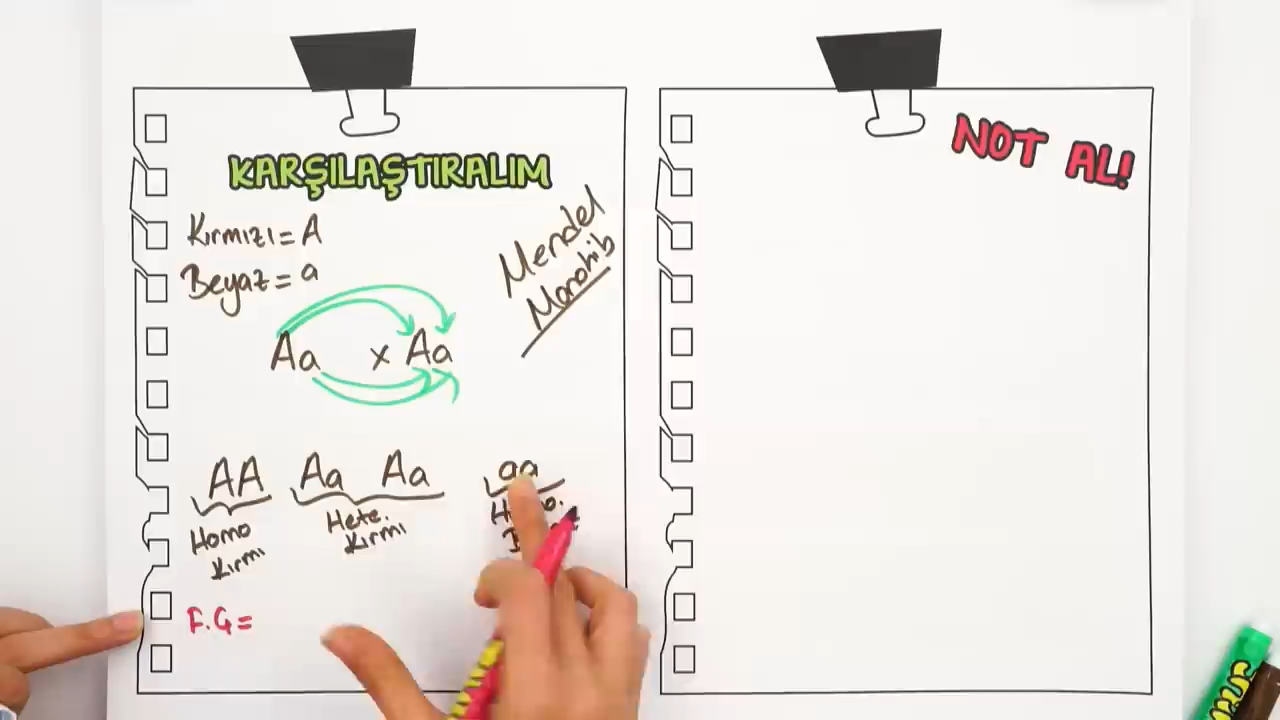 KARŞILAŞTIRALIM
Kırmızı = A
Beyaz = a
Mendel
Monohib
Aa x Aa
AA Aa Aa aa
Homo
Kırmı
Hete.
Kırmı
F.G =
NOT AL!